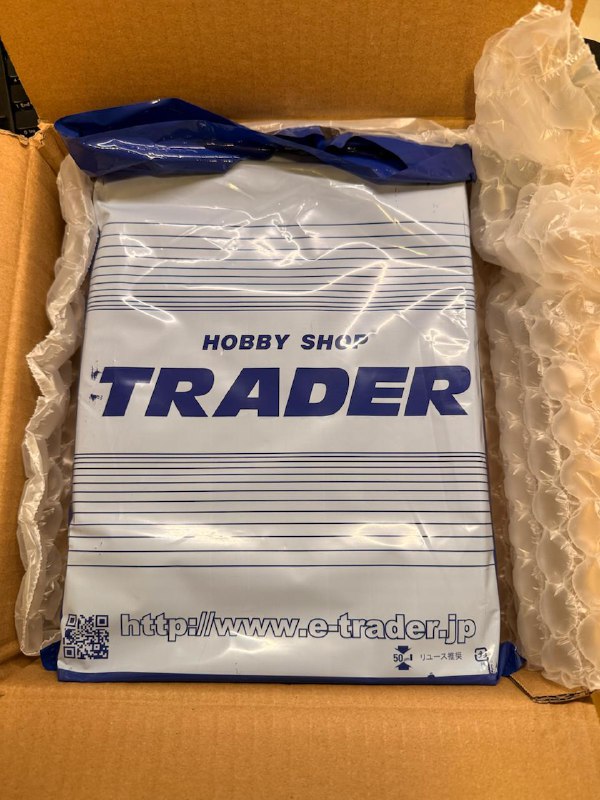 HOBBY SHOP
TRADER
http://www.e-trader.jp
50 リユース推奨